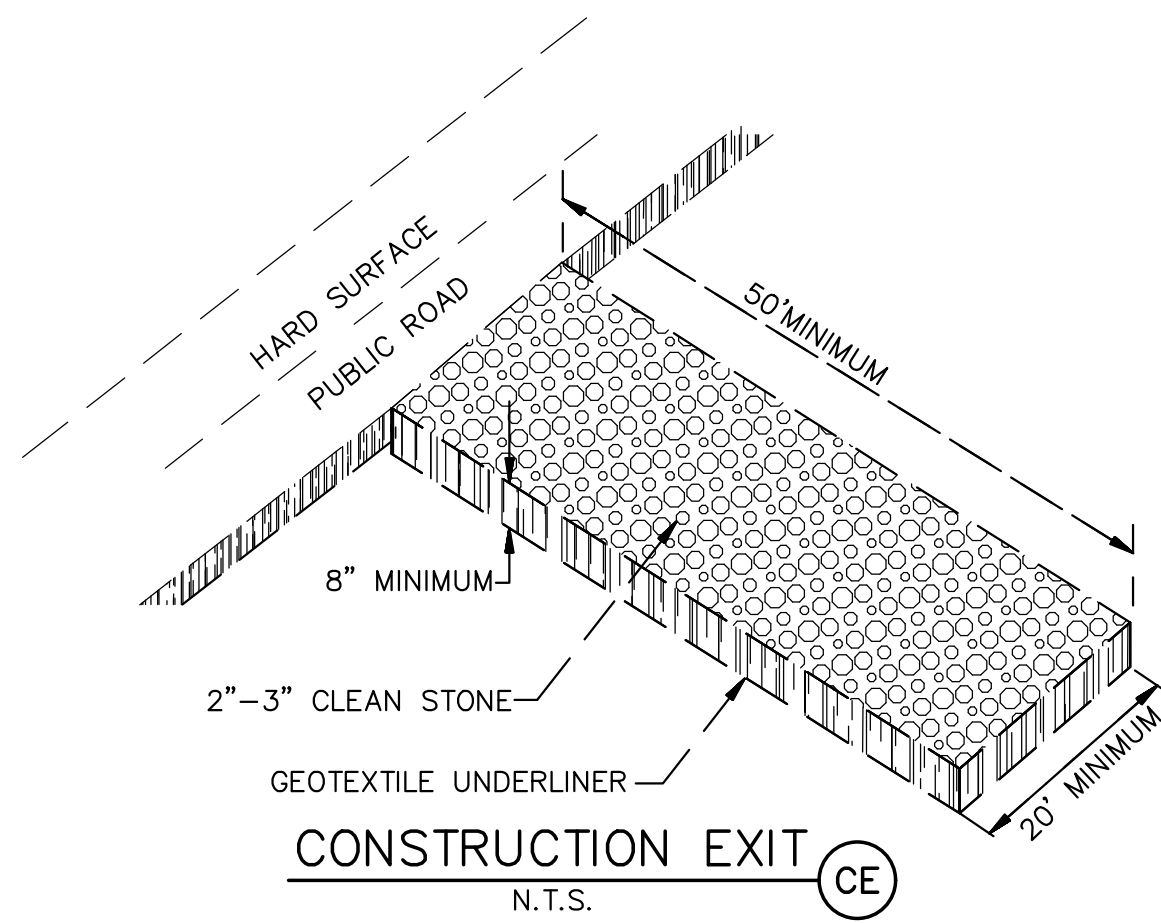 HARD SURFACE
PUBLIC ROAD
50'MINIMUM
8” MINIMUM
2”–3” CLEAN STONE
GEOTEXTILE UNDERLINER
20' MINIMUM
CONSTRUCTION EXIT
CE
N.T.S.